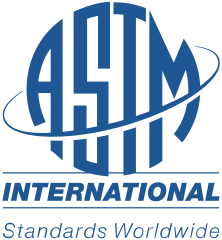 ASTM
INTERNATIONAL
Standards Worldwide